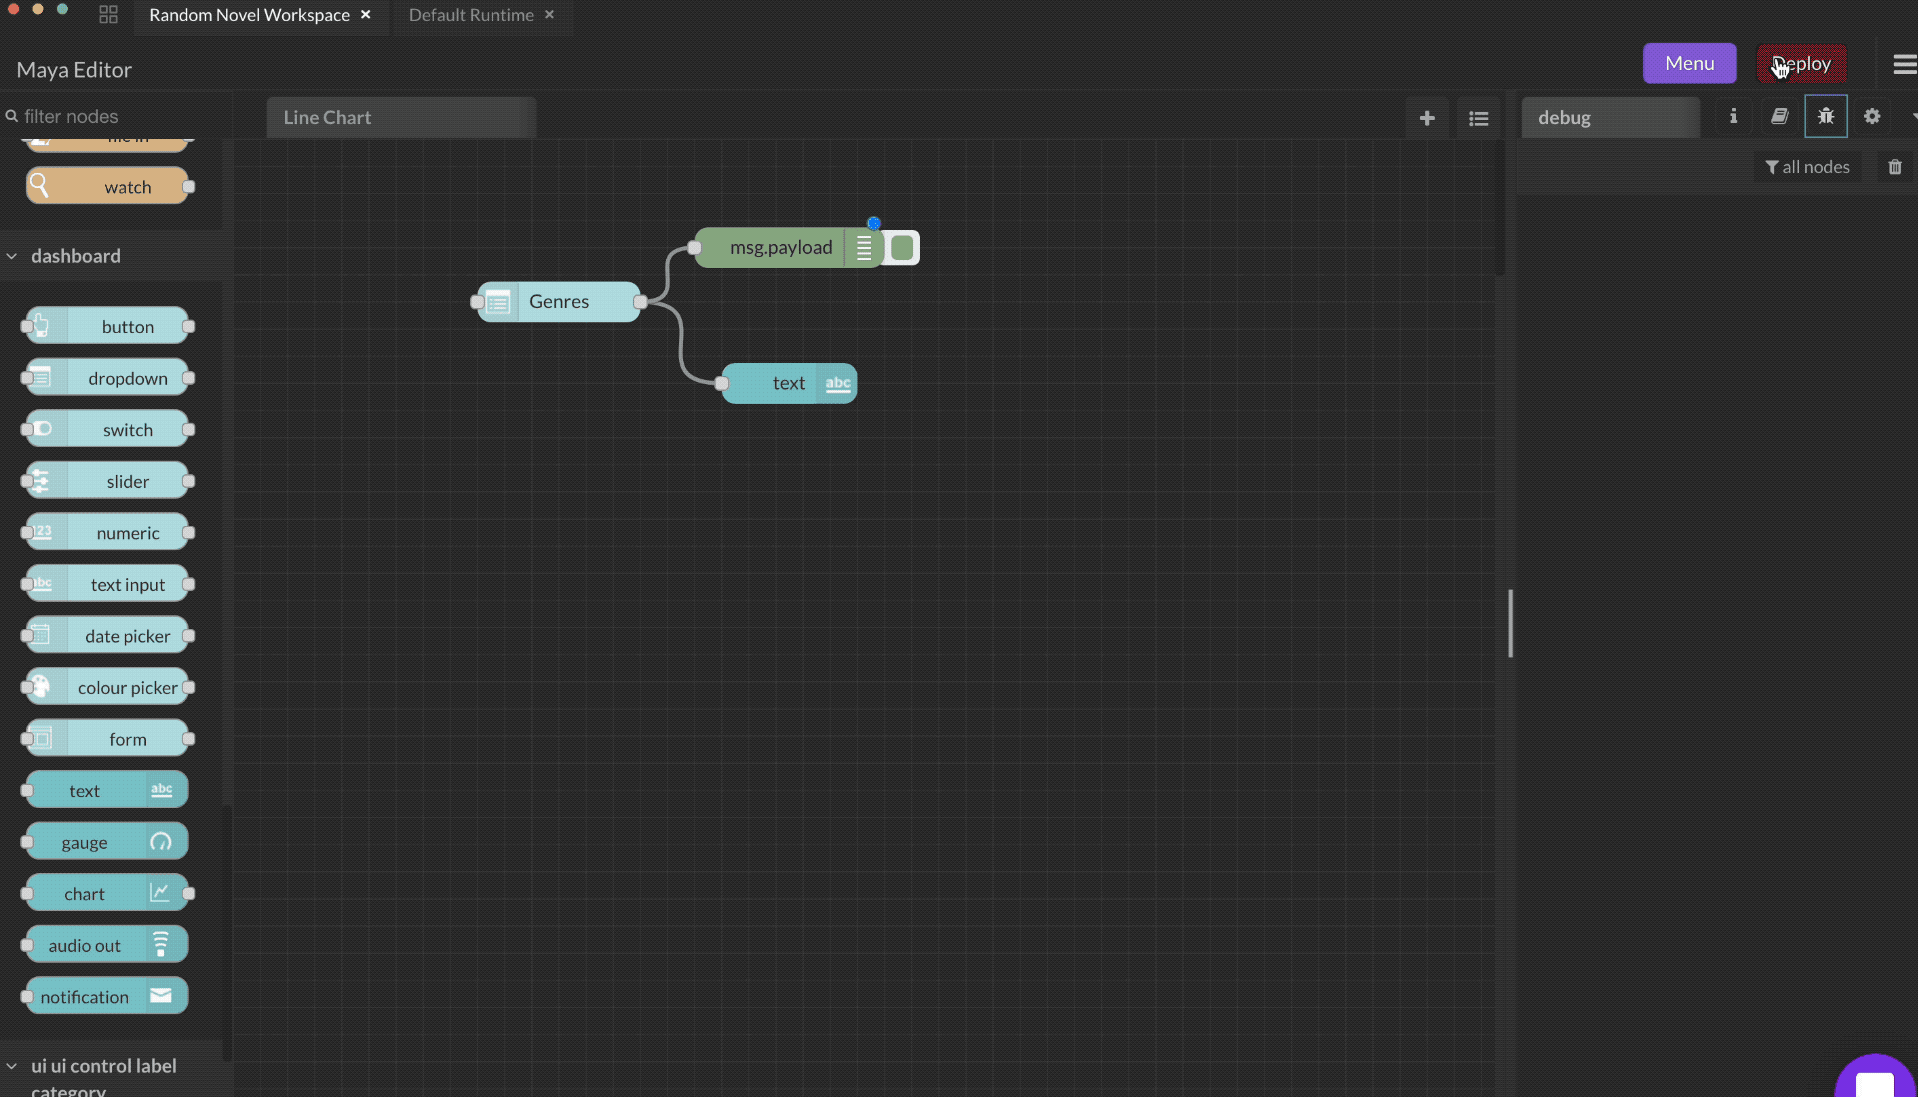 Random Novel Workspace ×
Default Runtime ×
Maya Editor
Menu
Deploy
filter nodes
Line Chart
debug
all nodes
watch
dashboard
button
dropdown
switch
slider
123 numeric
abc text input
date picker
colour picker
form
text abc
gauge
chart
audio out
notification
ui ui control label
category
msg.payload
Genres
text abc